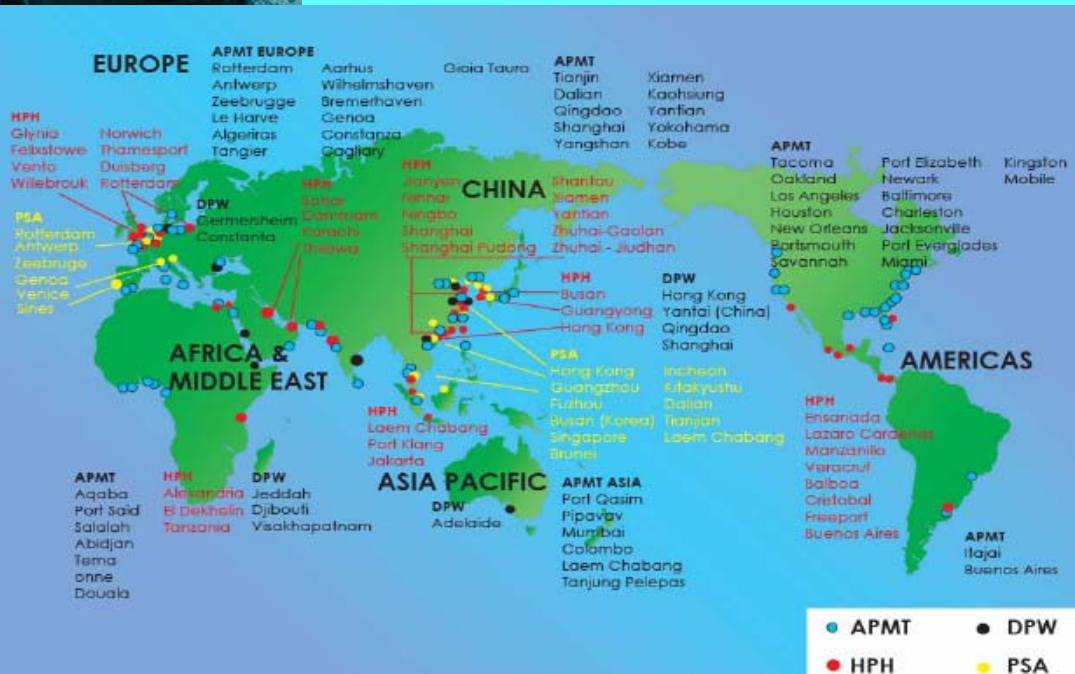 EUROPE
APMT EUROPE
Rotterdam
Antwerp
Zeebrugge
Le Harve
Algeriras
Tangier
Aarhus
Wilhelmshaven
Bremerhaven
Genoa
Constanza
Cagliary
Gioia Tauro
APMT
Tianjin
Dalian
Qingdao
Shanghai
Yangshan
Xiamen
Kaohsiung
Yantian
Yokohama
Kobe
APMT
Tacoma
Oakland
Los Angeles
Houston
New Orleans
Portsmouth
Savannah
Port Elizabeth
Newark
Baltimore
Charleston
Jacksonville
Port Everglades
Miami
Kingston
Mobile
HPH
Glynia
Felixstowe
Vento
Willebrouk
Norwich
Thamesport
Duisberg
Rotterdam
PSA
Rotterdam
Antwerp
Zeebruge
Genoa
Venice
Sines
DPW
Germersheim
Constanta
HPH
Sohar
Dammam
Karachi
HPH
Ningbo
Shanghai
Shanghai Pudong
Shantou
Xiamen
Yantian
Zhuhai-Gaolan
Zhuhai - Jiudhan
CHINA
HPH
Busan
Guangyong
Hong Kong
DPW
Hong Kong
Yantai (China)
Qingdao
Shanghai
PSA
Hong Kong
Guangzhou
Fuzhou
Busan (Korea)
Singapore
Brunei
Incheon
Kitakyushu
Dalian
Tianjian
Laem Chabang
AFRICA &
MIDDLE EAST
AMERICAS
HPH
Laem Chabang
Port Klang
Jakarta
ASIA PACIFIC
DPW
Adelaide
APMT ASIA
Port Qasim
Pipavav
Mumbai
Colombo
Laem Chabang
Tanjung Pelepas
HPH
Ensanada
Lazaro Cardenas
Manzanillo
Veracrut
Balboa
Cristobal
Freeport
Buenos Aires
APMT
Itajai
Buenos Aires
APMT
Aqaba
Port Said
Salalah
Abidjan
Tema
onne
Douala
HPH
Alexandria
El Dekhelin
Tanzania
DPW
Jeddah
Djibouti
Visakhapatnam
APMT
DPW
HPH
PSA